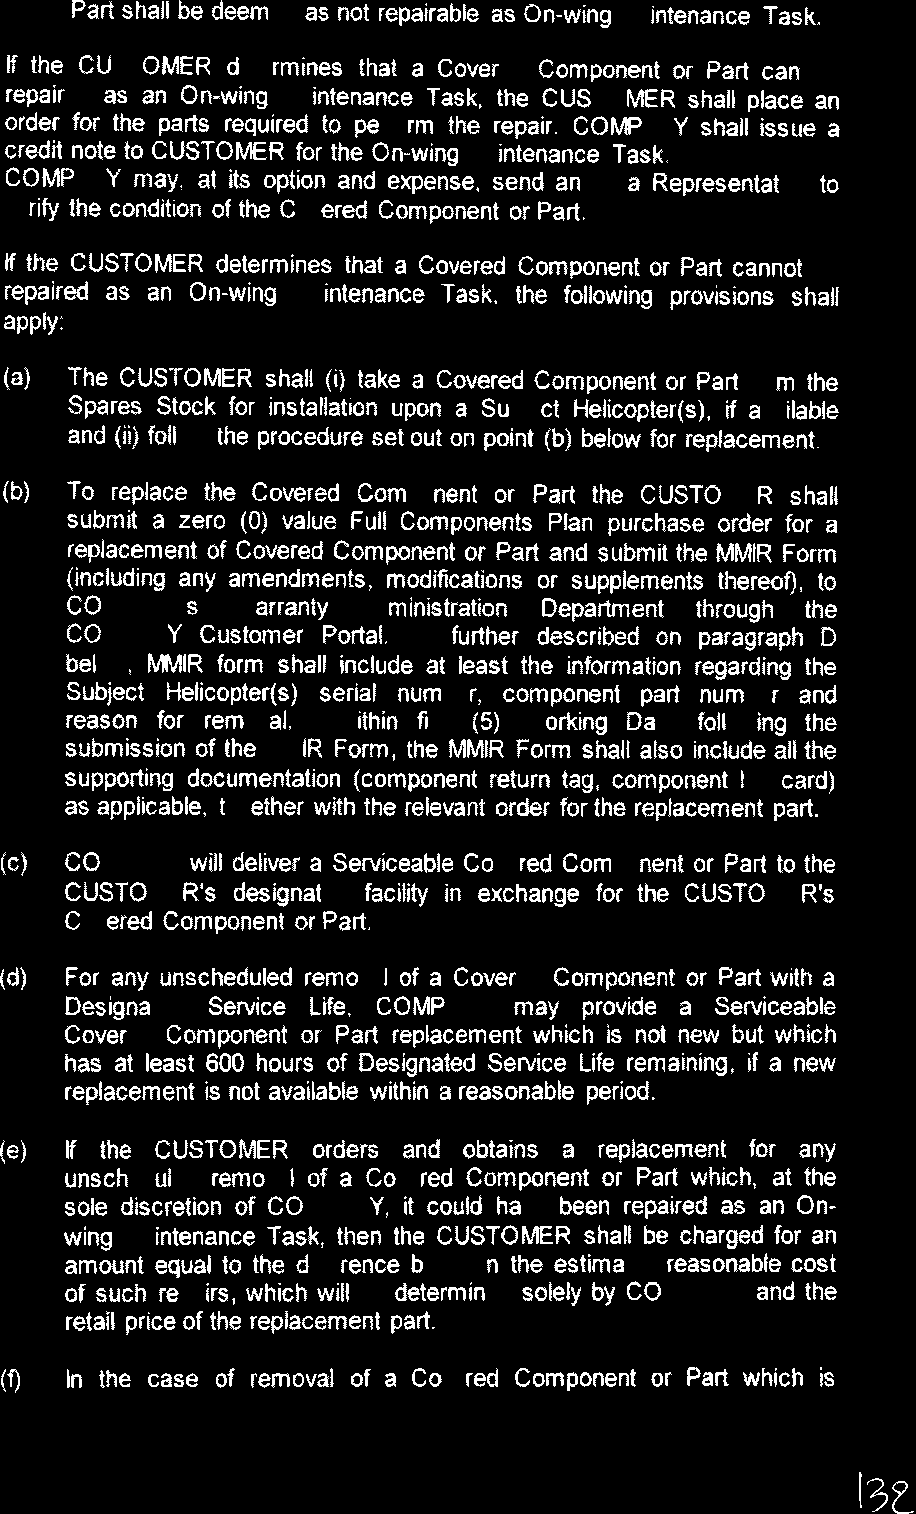 Part shall be deem as not repairable as On-wing intenance Task.
If the CU OMER d rmines that a Cover Component or Part can
repair as an On-wing intenance Task, the CUS MER shall place an
order for the parts required to pe rm the repair. COMP Y shall issue a
credit note to CUSTOMER for the On-wing intenance Task.
COMP Y may, at its option and expense, send an a Representat to
rify the condition of the C ered Component or Part.
If the CUSTOMER determines that a Covered Component or Part cannot
repaired as an On-wing intenance Task, the following provisions shall
apply:
(a) The CUSTOMER shall (i) take a Covered Component or Part m the
Spares Stock for installation upon a Su ct Helicopter(s), if a ilable
and (ii) foll the procedure set out on point (b) below for replacement.
(b) To replace the Covered Com nent or Part the CUSTO R shall
submit a zero (0) value Full Components Plan purchase order for a
replacement of Covered Component or Part and submit the MMIR Form
(including any amendments, modifications or supplements thereof), to
CO s arranty ministration Department through the
CO Y Customer Portal. further described on paragraph D
bel , MMIR form shall include at least the information regarding the
Subject Helicopter(s) serial num r, component part num r and
reason for rem al, ithin fi (5) orking Da foll ing the
submission of the IR Form, the MMIR Form shall also include all the
supporting documentation (component return tag, component l card)
as applicable, t ether with the relevant order for the replacement part.
(c) CO will deliver a Serviceable Co red Com nent or Part to the
CUSTO R's designat facility in exchange for the CUSTO R's
C ered Component or Part.
(d) For any unscheduled remo l of a Cover Component or Part with a
Designa Service Life, COMP may provide a Serviceable
Cover Component or Part replacement which is not new but which
has at least 600 hours of Designated Service Life remaining, if a new
replacement is not available within a reasonable period.
(e) If the CUSTOMER orders and obtains a replacement for any
unsch ul remo l of a Co red Component or Part which, at the
sole discretion of CO Y, it could ha been repaired as an On-
wing intenance Task, then the CUSTOMER shall be charged for an
amount equal to the d rence b n the estima reasonable cost
of such re irs, which will determin solely by CO and the
retail price of the replacement part.
(f) In the case of removal of a Co red Component or Part which is
132